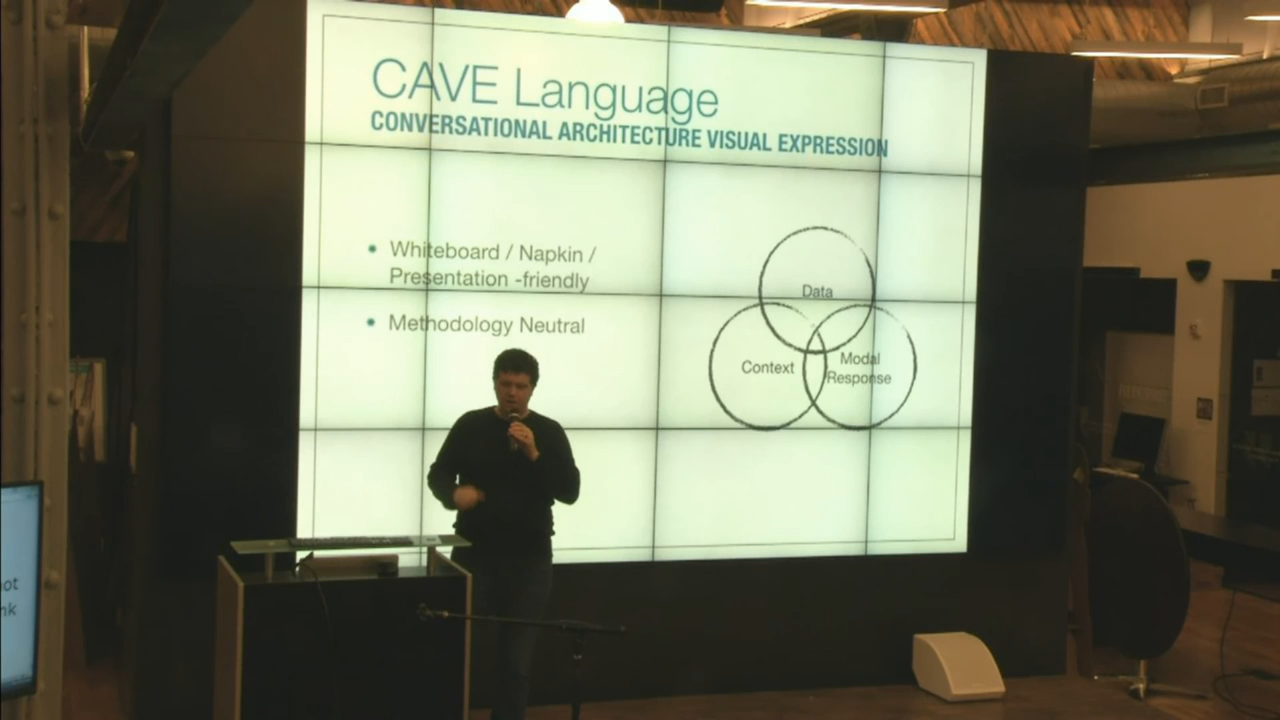 CAVE Language
CONVERSATIONAL ARCHITECTURE VISUAL EXPRESSION
• Whiteboard / Napkin /
Presentation -friendly
• Methodology Neutral
Data
Context
Modal
Response